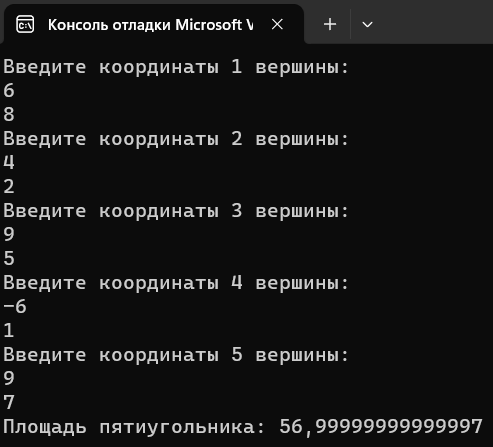 Консоль отладки Microsoft V
Введите координаты 1 вершины:
6
8
Введите координаты 2 вершины:
4
2
Введите координаты 3 вершины:
9
5
Введите координаты 4 вершины:
-6
1
Введите координаты 5 вершины:
9
7
Площадь пятиугольника: 56,99999999999997